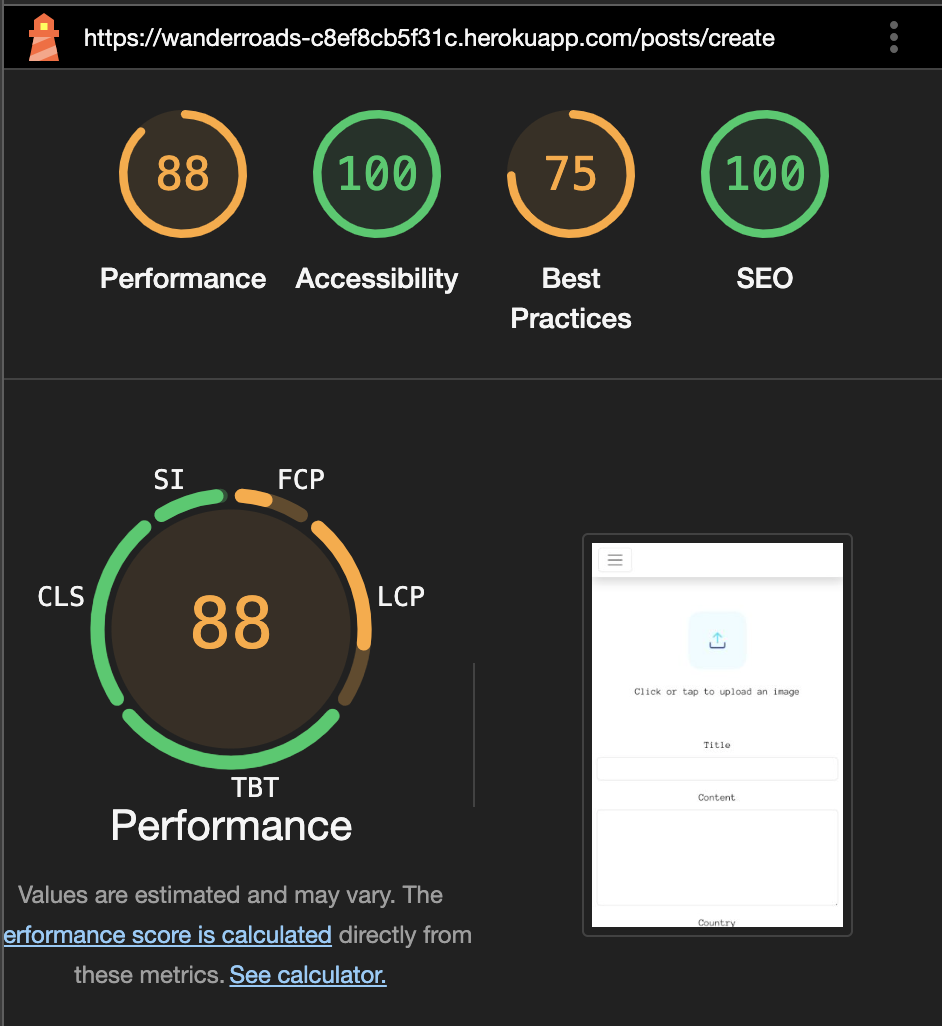 https://wanderroads-c8ef8cb5f31c.herokuapp.com/posts/create
88
100
75
100
Performance
Accessibility
Best
Practices
SEO
SI
FCP
CLS
LCP
88
TBT
Performance
Values are estimated and may vary. The
erformance score is calculated directly from
these metrics. See calculator.
Click or tap to upload an image
Title
Content
Country